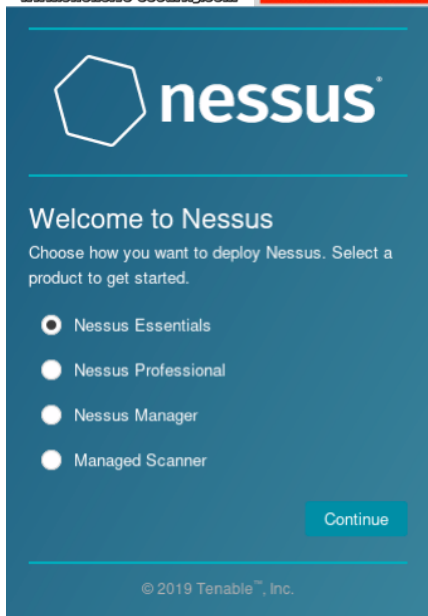 nessus®
Welcome to Nessus
Choose how you want to deploy Nessus. Select a
product to get started.
Nessus Essentials
Nessus Professional
Nessus Manager
Managed Scanner
Continue
© 2019 Tenable™, Inc.